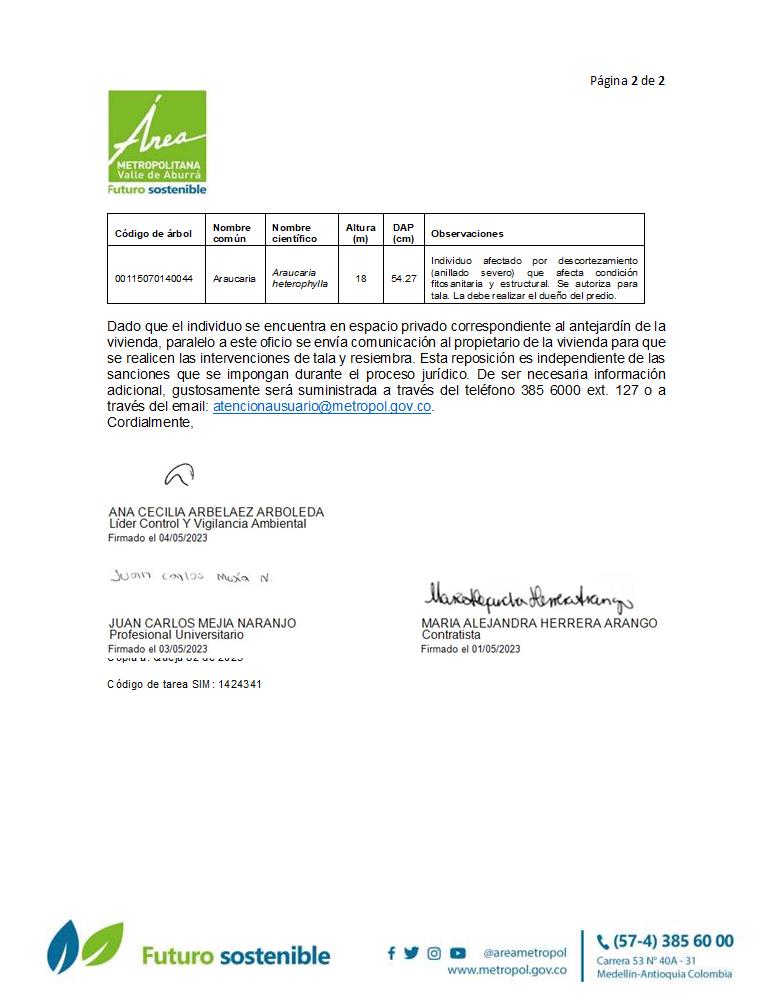 Página 2 de 2
Área
METROPOLITANA
Valle de Aburrá
Futuro sostenible
Código de árbol Nombre común Nombre científico Altura (m) DAP (cm) Observaciones
00115070140044 Araucaria Araucaria heterophylla 18 54.27 Individuo afectado por descortezamiento
(anillado severo) que afecta condición
fitosanitaria y estructural. Se autoriza para
tala. La debe realizar el dueño del predio.
Dado que el individuo se encuentra en espacio privado correspondiente al antejardín de la
vivienda, paralelo a este oficio se envía comunicación al propietario de la vivienda para que
se realicen las intervenciones de tala y resiembra. Esta reposición es independiente de las
sanciones que se impongan durante el proceso jurídico. De ser necesaria información
adicional, gustosamente será suministrada a través del teléfono 385 6000 ext. 127 o a
través del email: atencionausuario@metropol.gov.co.
Cordialmente,
ANA CECILIA ARBELAEZ ARBOLEDA
Líder Control Y Vigilancia Ambiental
Firmado el 04/05/2023
Juan Carlos Mejía N.
JUAN CARLOS MEJIA NARANJO
Profesional Universitario
Firmado el 03/05/2023
Maria Alejandra Herrera Arango
MARIA ALEJANDRA HERRERA ARANGO
Contratista
Firmado el 01/05/2023
Copia a: Queja 82 de 2023
Código de tarea SIM: 1424341
Futuro sostenible
@areametropol
www.metropol.gov.co
(57-4) 385 60 00
Carrera 53 N° 40A - 31
Medellín-Antioquia Colombia